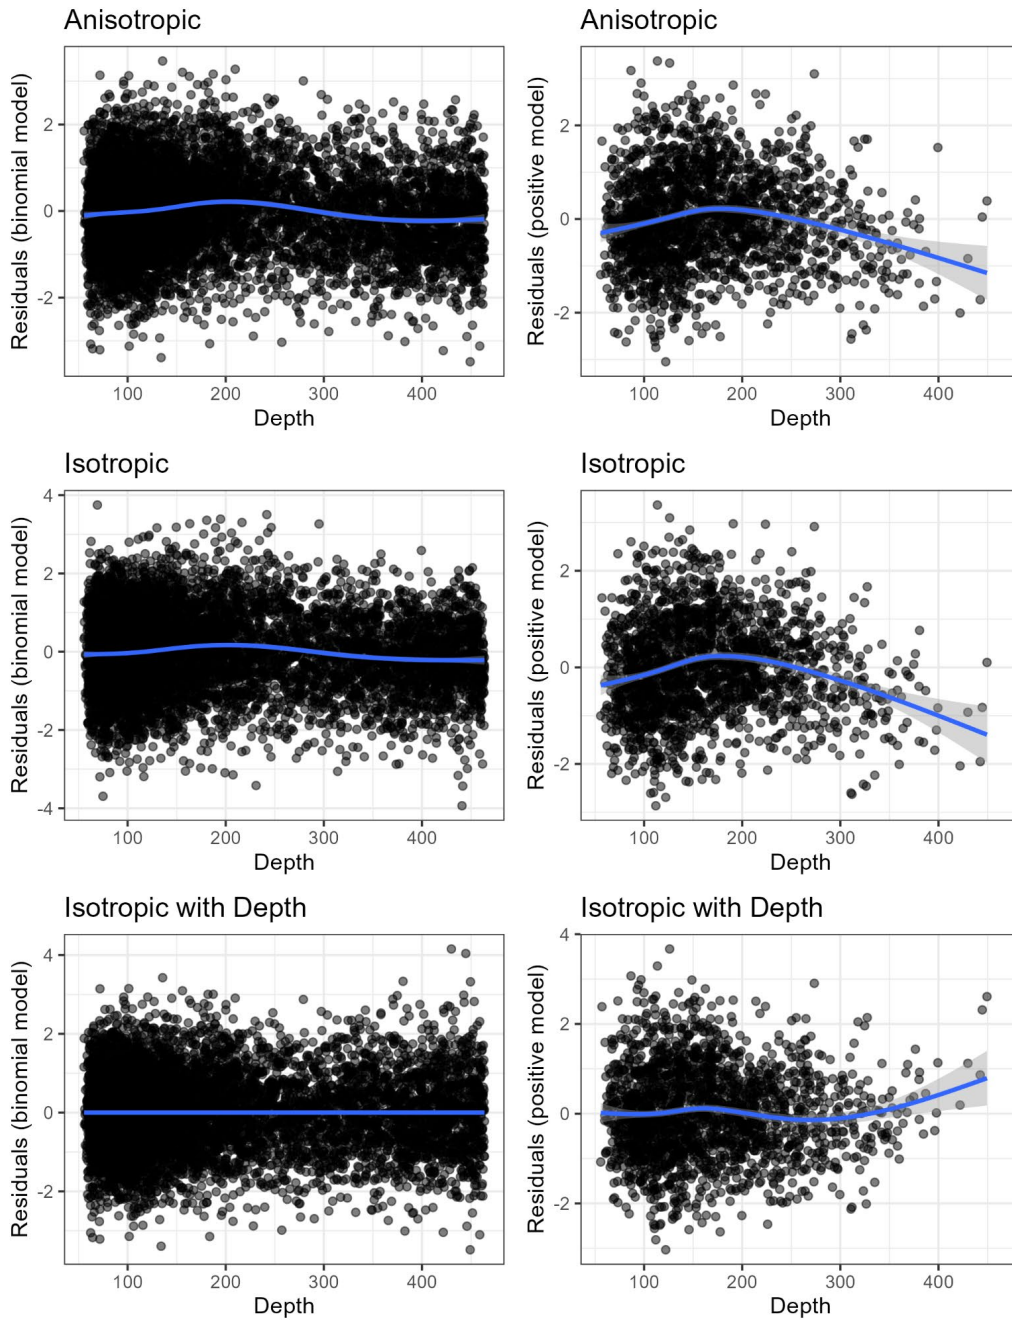 Anisotropic
Residuals (binomial model)
2
0
-2
100 200 300 400
Depth
Anisotropic
Residuals (positive model)
2
0
-2
100 200 300 400
Depth
Isotropic
Residuals (binomial model)
4
2
0
-2
-4
100 200 300 400
Depth
Isotropic
Residuals (positive model)
2
0
-2
100 200 300 400
Depth
Isotropic with Depth
Residuals (binomial model)
4
2
0
-2
100 200 300 400
Depth
Isotropic with Depth
Residuals (positive model)
4
2
0
-2
100 200 300 400
Depth